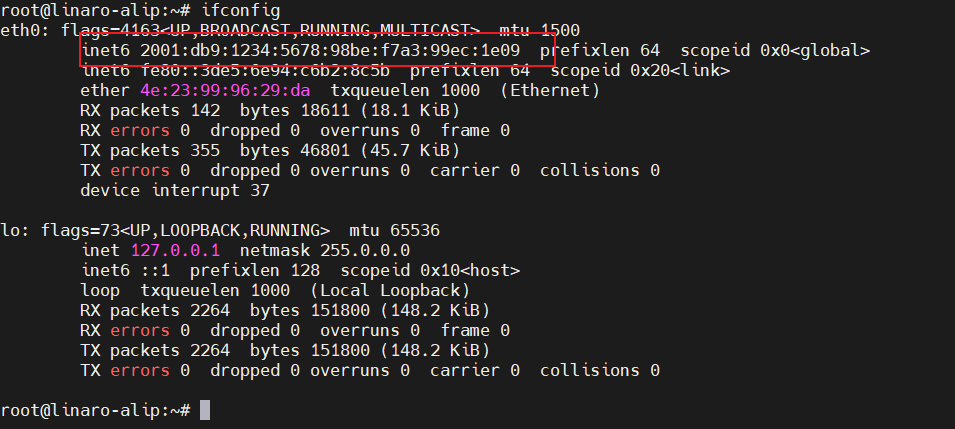 root@linaro-alip:~# ifconfig
eth0: flags=4163<UP,BROADCAST,RUNNING,MULTICAST>  mtu 1500
        inet6 2001:db9:1234:5678:98be:f7a3:99ec:1e09  prefixlen 64  scopeid 0x0<global>
        inet6 fe80::3de5:6e94:c6b2:8c5b  prefixlen 64  scopeid 0x20<link>
        ether 4e:23:99:96:29:da  txqueuelen 1000  (Ethernet)
        RX packets 142  bytes 18611 (18.1 KiB)
        RX errors 0  dropped 0  overruns 0  frame 0
        TX packets 355  bytes 46801 (45.7 KiB)
        TX errors 0  dropped 0 overruns 0  carrier 0  collisions 0
        device interrupt 37
lo: flags=73<UP,LOOPBACK,RUNNING>  mtu 65536
        inet 127.0.0.1  netmask 255.0.0.0
        inet6 ::1  prefixlen 128  scopeid 0x10<host>
        loop  txqueuelen 1000  (Local Loopback)
        RX packets 2264  bytes 151800 (148.2 KiB)
        RX errors 0  dropped 0  overruns 0  frame 0
        TX packets 2264  bytes 151800 (148.2 KiB)
        TX errors 0  dropped 0 overruns 0  carrier 0  collisions 0
root@linaro-alip:~#